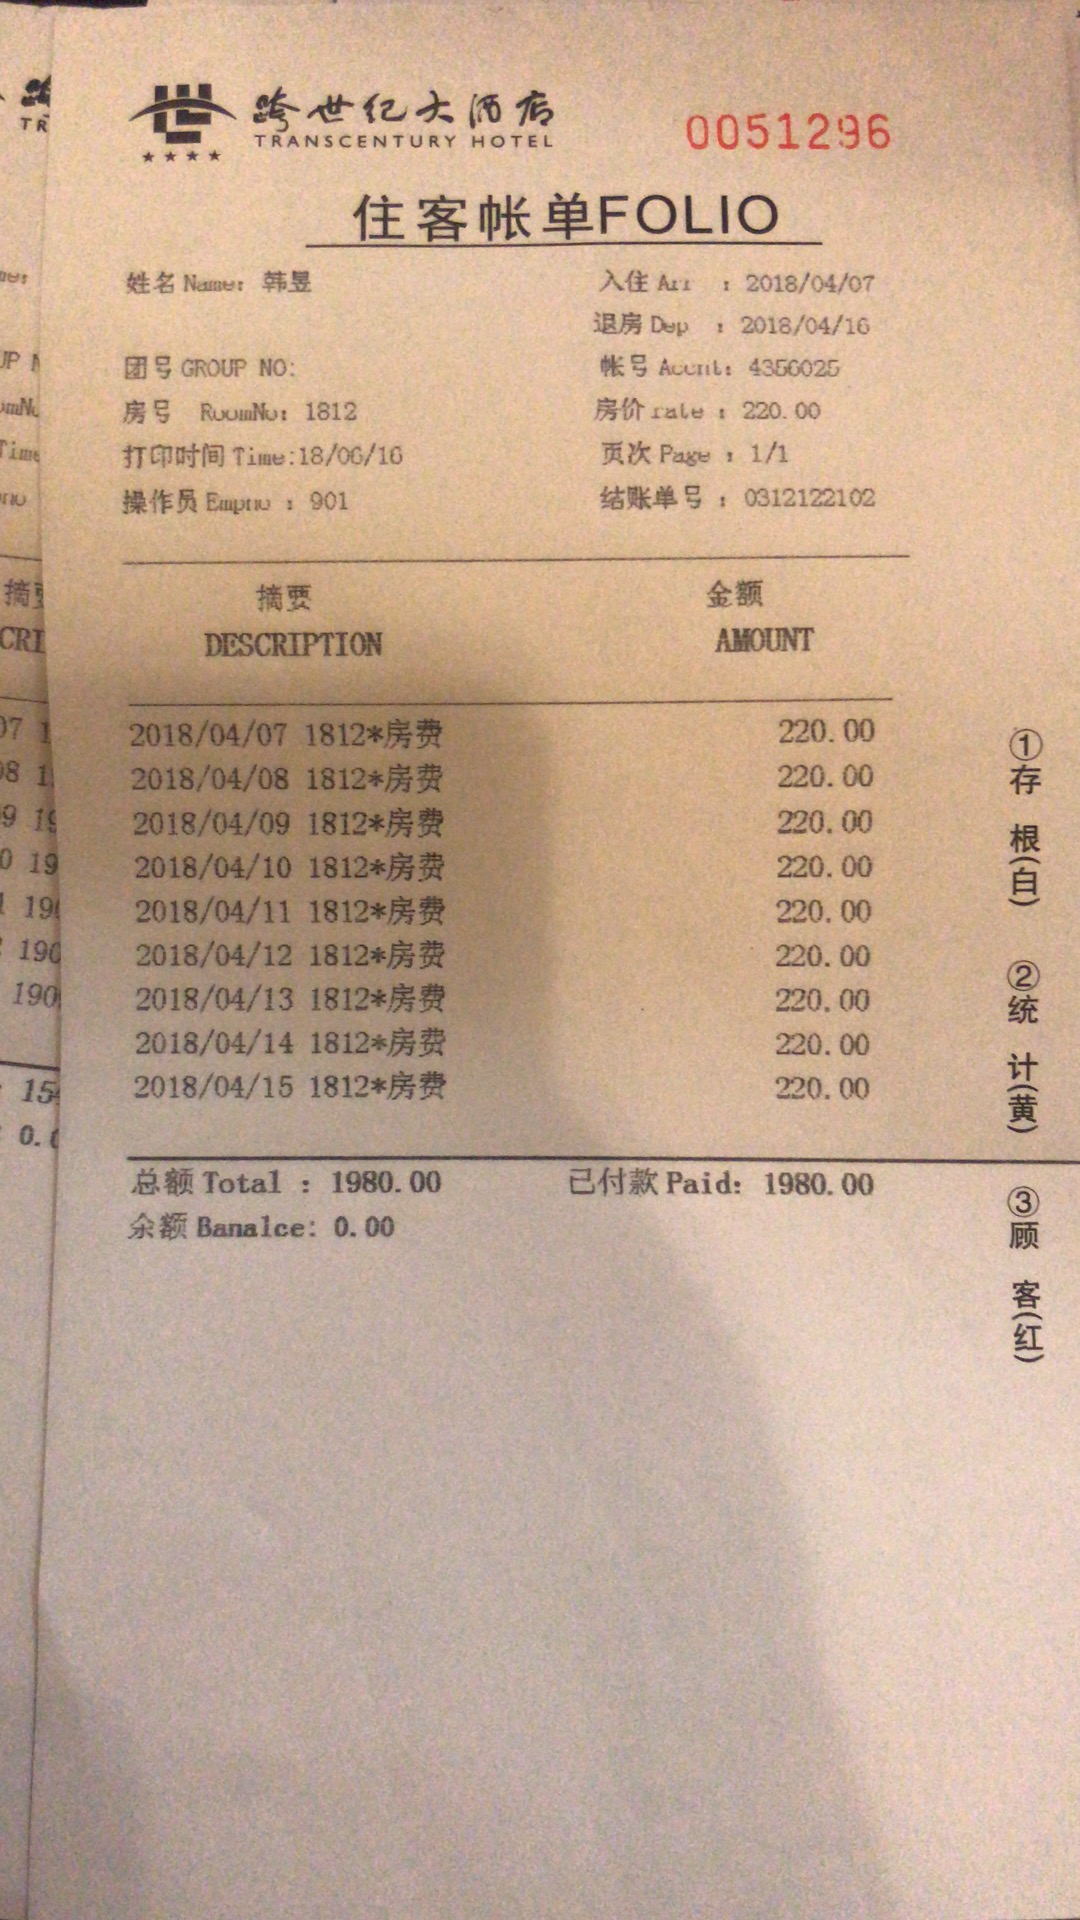 跨世纪大酒店
TRANSCENTURY HOTEL
0051296
住客帐单FOLIO
姓名 Name: 韩昱
入住 Arr : 2018/04/07
退房 Dep : 2018/04/16
团号 GROUP NO:
帐号 Accnt: 4356025
房号 RoomNo: 1812
房价 rate : 220.00
打印时间 Time:18/06/16
页次 Page : 1/1
操作员 Empno : 901
结账单号 : 0312122102
摘要 金额
DESCRIPTION AMOUNT
2018/04/07 1812*房费 220.00
2018/04/08 1812*房费 220.00
2018/04/09 1812*房费 220.00
2018/04/10 1812*房费 220.00
2018/04/11 1812*房费 220.00
2018/04/12 1812*房费 220.00
2018/04/13 1812*房费 220.00
2018/04/14 1812*房费 220.00
2018/04/15 1812*房费 220.00
总额 Total : 1980.00 已付款 Paid: 1980.00
余额 Banalce: 0.00
①存 根(白) ②统 计(黄) ③顾 客(红)